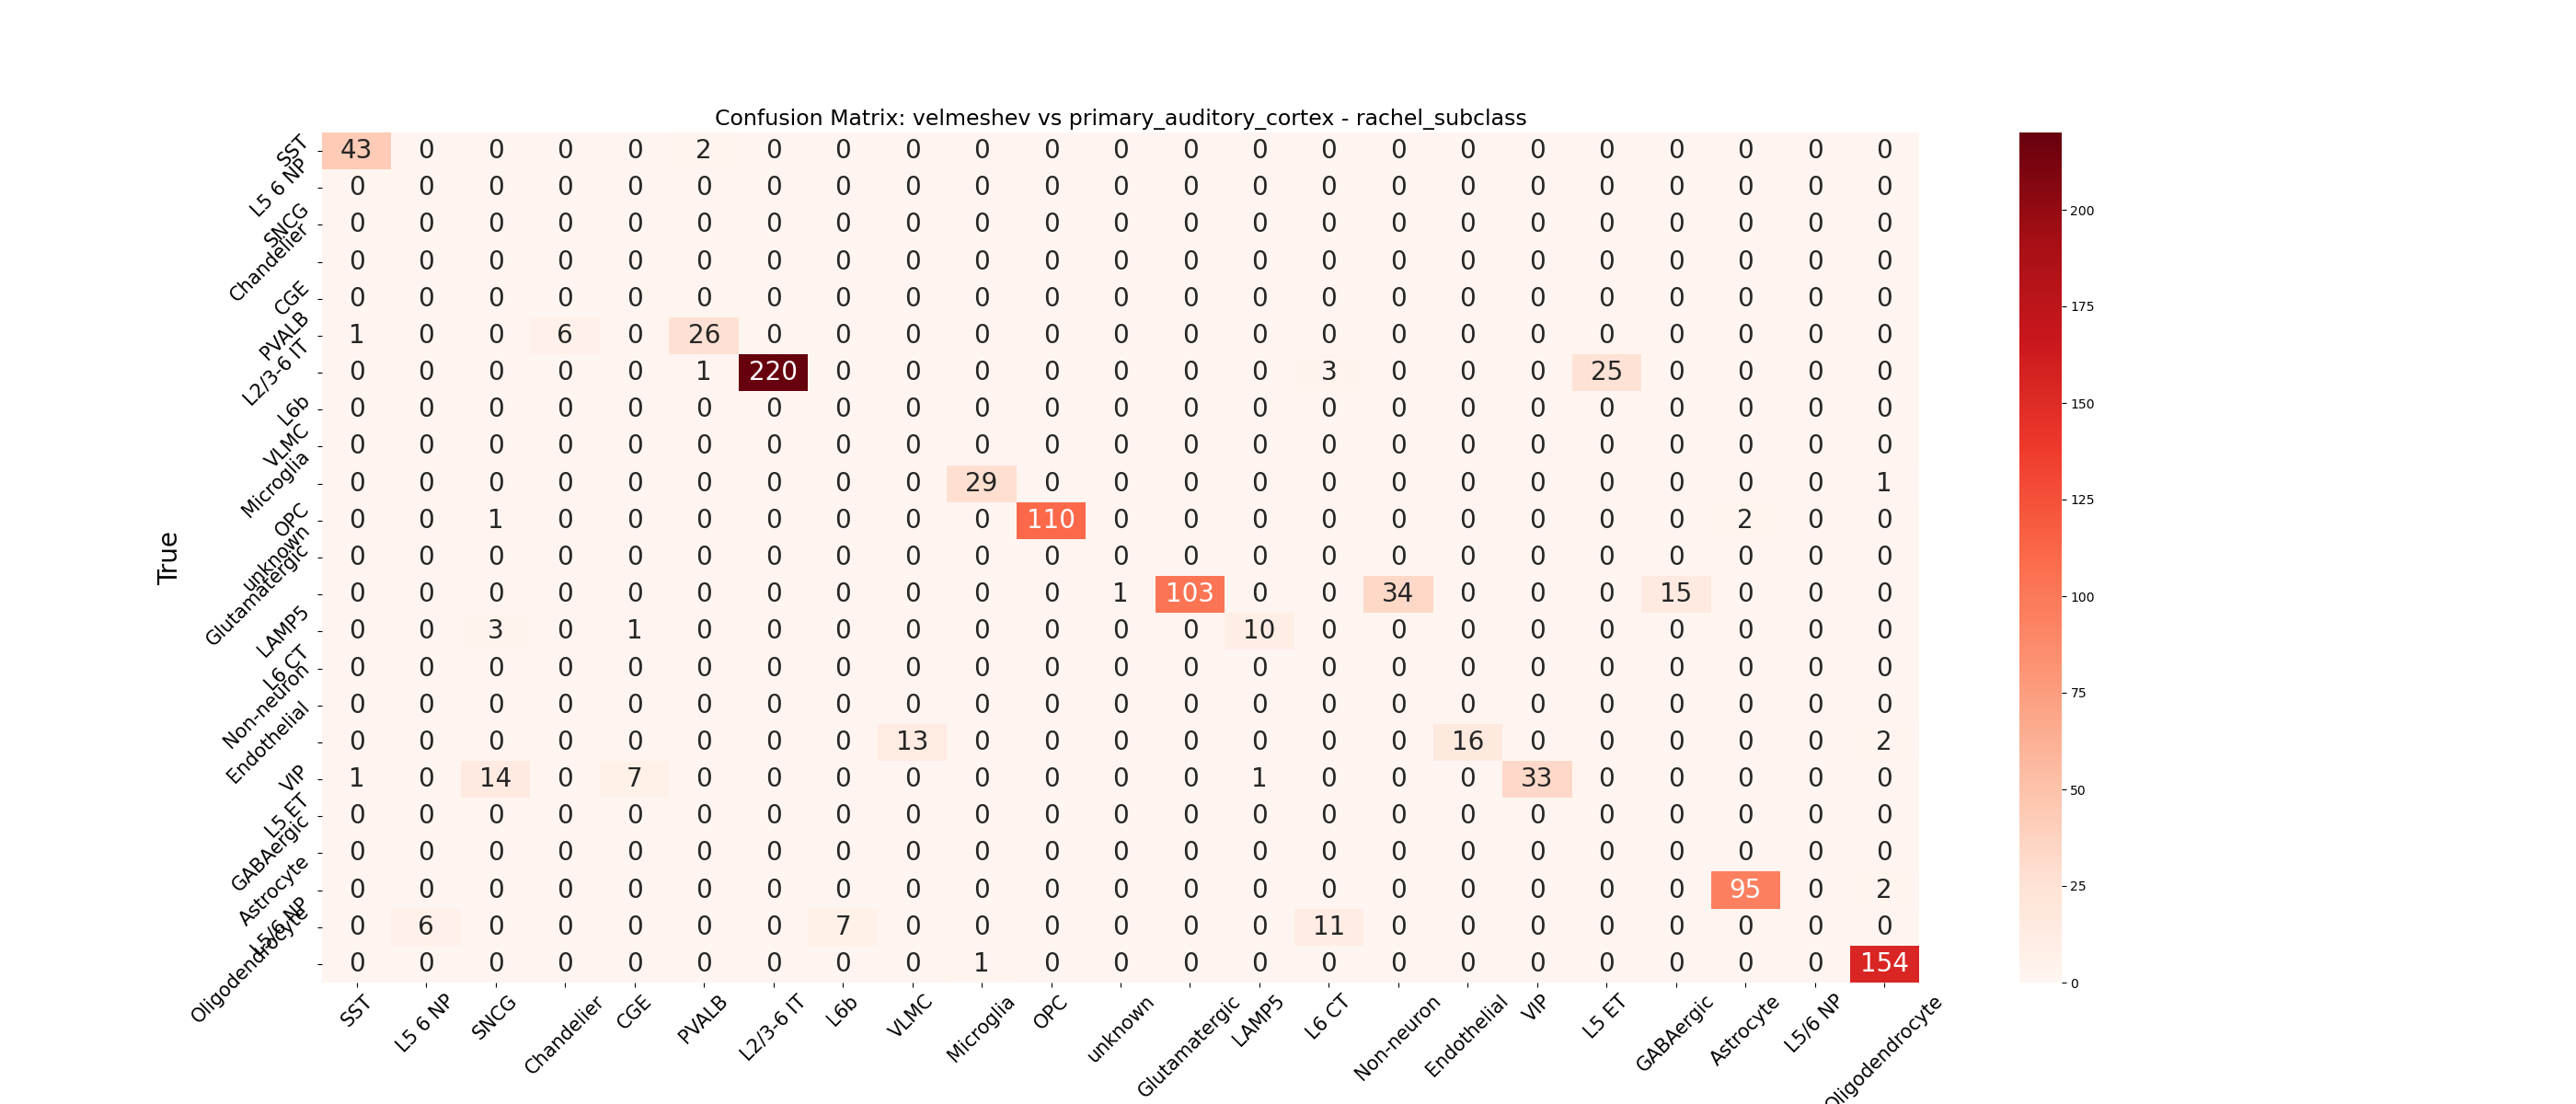 Confusion Matrix: velmeshev vs primary_auditory_cortex - rachel_subclass
True
SST 43 0 0 0 0 2 0 0 0 0 0 0 0 0 0 0 0 0 0 0 0 0 0
L5 6 NP 0 0 0 0 0 0 0 0 0 0 0 0 0 0 0 0 0 0 0 0 0 0 0
SNCG 0 0 0 0 0 0 0 0 0 0 0 0 0 0 0 0 0 0 0 0 0 0 0
Chandelier 0 0 0 0 0 0 0 0 0 0 0 0 0 0 0 0 0 0 0 0 0 0 0
CGE 0 0 0 0 0 0 0 0 0 0 0 0 0 0 0 0 0 0 0 0 0 0 0
PVALB 1 0 0 6 0 26 0 0 0 0 0 0 0 0 0 0 0 0 0 0 0 0 0
L2/3-6 IT 0 0 0 0 0 1 220 0 0 0 0 0 0 0 3 0 0 0 25 0 0 0 0
L6b 0 0 0 0 0 0 0 0 0 0 0 0 0 0 0 0 0 0 0 0 0 0 0
VLMC 0 0 0 0 0 0 0 0 0 0 0 0 0 0 0 0 0 0 0 0 0 0 0
Microglia 0 0 0 0 0 0 0 0 0 29 0 0 0 0 0 0 0 0 0 0 0 0 1
OPC 0 0 1 0 0 0 0 0 0 0 110 0 0 0 0 0 0 0 0 0 2 0 0
unknown 0 0 0 0 0 0 0 0 0 0 0 0 0 0 0 0 0 0 0 0 0 0 0
Glutamatergic 0 0 0 0 0 0 0 0 0 0 0 1 103 0 0 34 0 0 0 15 0 0 0
LAMP5 0 0 3 0 1 0 0 0 0 0 0 0 0 10 0 0 0 0 0 0 0 0 0
L6 CT 0 0 0 0 0 0 0 0 0 0 0 0 0 0 0 0 0 0 0 0 0 0 0
Non-neuron 0 0 0 0 0 0 0 0 0 0 0 0 0 0 0 0 0 0 0 0 0 0 0
Endothelial 0 0 0 0 0 0 0 0 13 0 0 0 0 0 0 0 16 0 0 0 0 0 2
VIP 1 0 14 0 7 0 0 0 0 0 0 0 0 1 0 0 0 33 0 0 0 0 0
L5 ET 0 0 0 0 0 0 0 0 0 0 0 0 0 0 0 0 0 0 0 0 0 0 0
GABAergic 0 0 0 0 0 0 0 0 0 0 0 0 0 0 0 0 0 0 0 0 0 0 0
Astrocyte 0 0 0 0 0 0 0 0 0 0 0 0 0 0 0 0 0 0 0 0 95 0 2
L5/6 NP 0 6 0 0 0 0 0 7 0 0 0 0 0 0 11 0 0 0 0 0 0 0 0
Oligodendrocyte 0 0 0 0 0 0 0 0 0 1 0 0 0 0 0 0 0 0 0 0 0 0 154
SST L5 6 NP SNCG Chandelier CGE PVALB L2/3-6 IT L6b VLMC Microglia OPC unknown Glutamatergic LAMP5 L6 CT Non-neuron Endothelial VIP L5 ET GABAergic Astrocyte L5/6 NP Oligodendrocyte
200
175
150
125
100
75
50
25
0